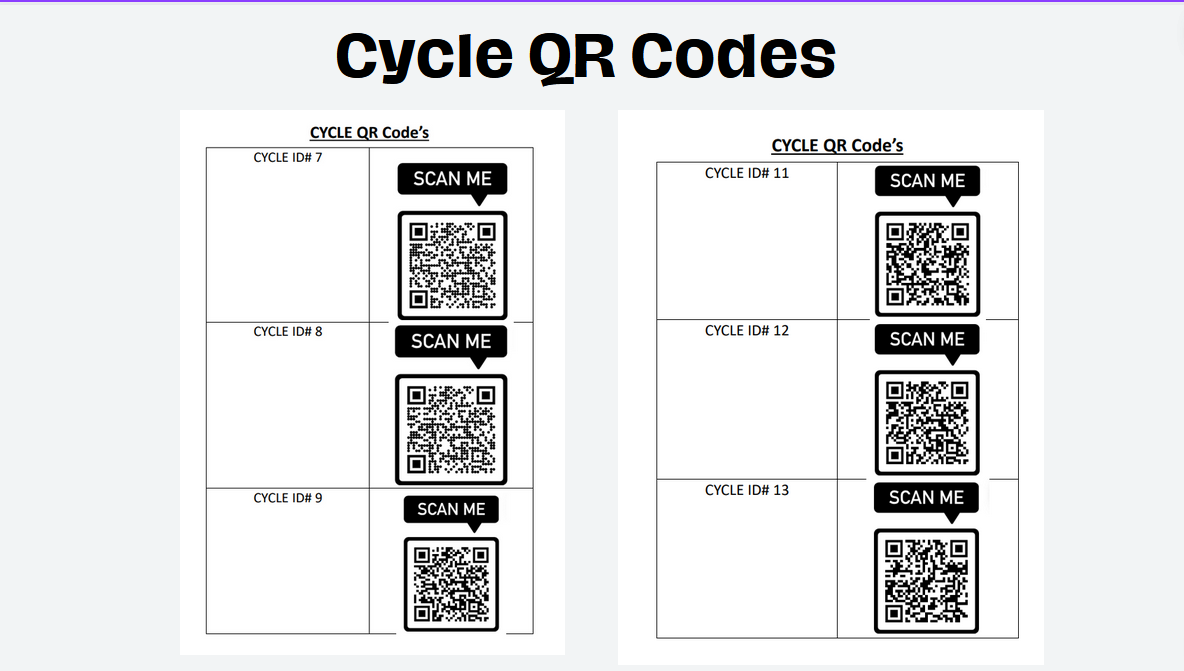 Cycle QR Codes
CYCLE QR Code’s
CYCLE ID# 7
SCAN ME
CYCLE ID# 8
SCAN ME
CYCLE ID# 9
SCAN ME
CYCLE QR Code’s
CYCLE ID# 11
SCAN ME
CYCLE ID# 12
SCAN ME
CYCLE ID# 13
SCAN ME